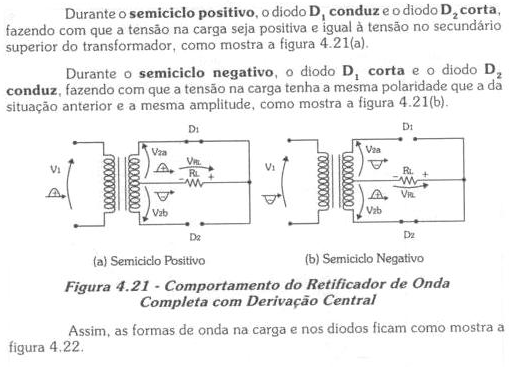 Durante o semiciclo positivo, o diodo D₁ conduz e o diodo D₂ corta,
fazendo com que a tensão na carga seja positiva e igual à tensão no secundário
superior do transformador, como mostra a figura 4.21(a).
Durante o semiciclo negativo, o diodo D₁ corta e o diodo D₂
conduz, fazendo com que a tensão na carga tenha a mesma polaridade que a da
situação anterior e a mesma amplitude, como mostra a figura 4.21(b).
D1
V1
V2a
VRL
RL
- +
V2b
D2
D1
V1
V2a
RL
- +
VRL
V2b
D2
(a) Semiciclo Positivo
(b) Semiciclo Negativo
Figura 4.21 - Comportamento do Retificador de Onda
Completa com Derivação Central
Assim, as formas de onda na carga e nos diodos ficam como mostra a
figura 4.22.